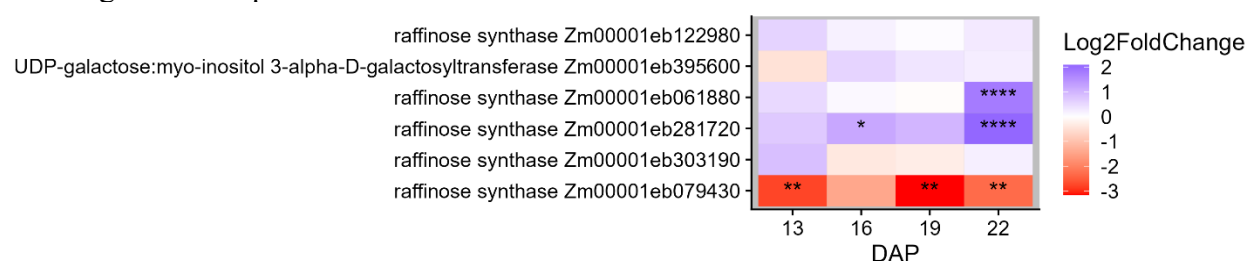 raffinose synthase Zm00001eb122980
UDP-galactose:myo-inositol 3-alpha-D-galactosyltransferase Zm00001eb395600
raffinose synthase Zm00001eb061880
raffinose synthase Zm00001eb281720
raffinose synthase Zm00001eb303190
raffinose synthase Zm00001eb079430
****
* ****
** ** **
13 16 19 22
DAP
Log2FoldChange
2
1
0
-1
-2
-3